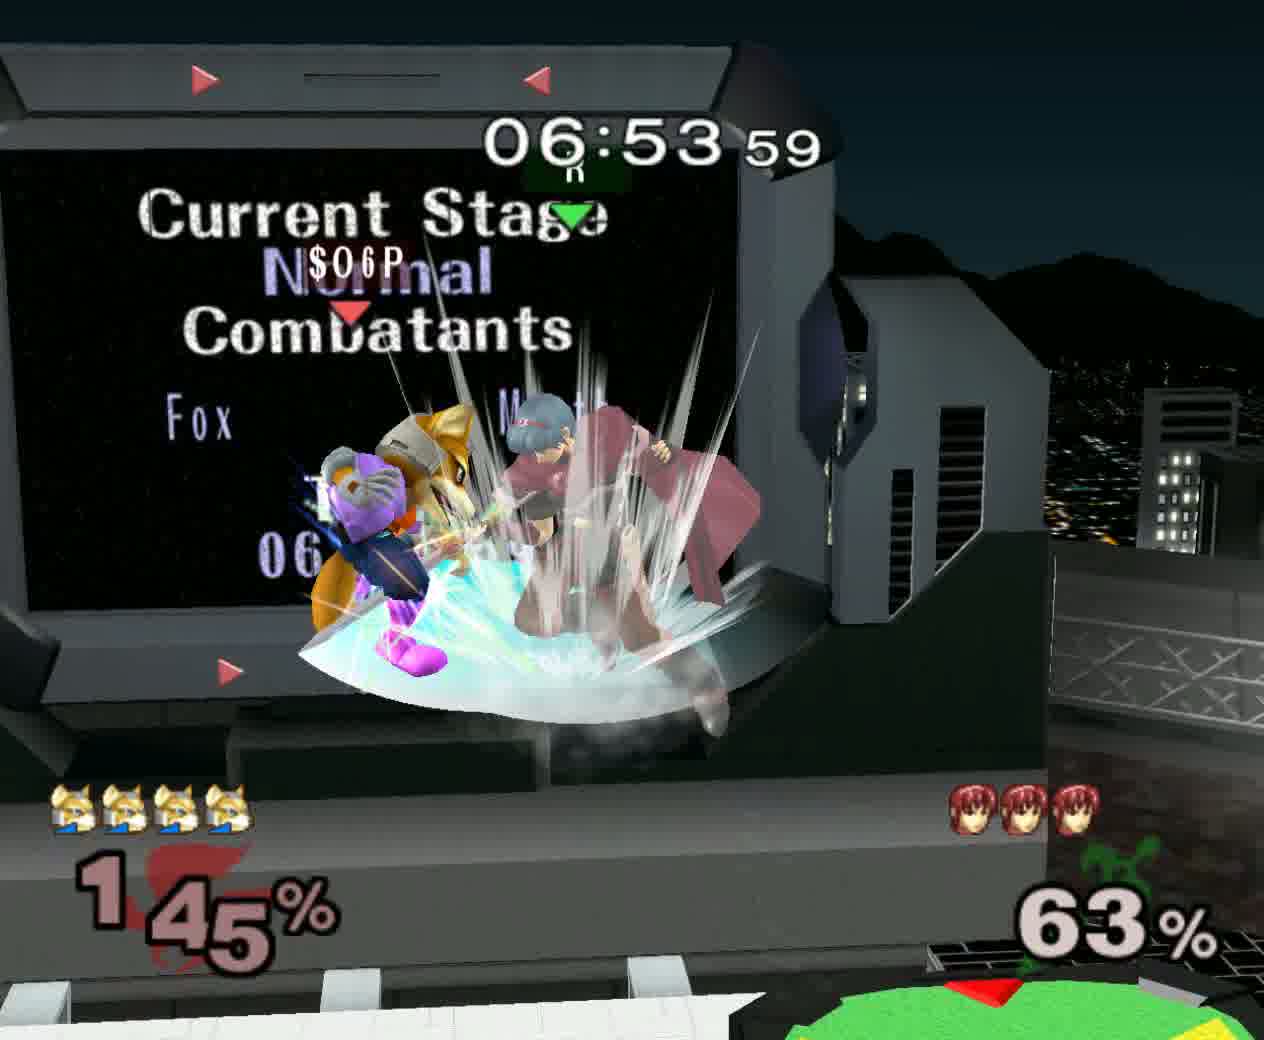 06:53 59
R
Current Stage
$06P
Normal
Combatants
Fox
06
145%
63%